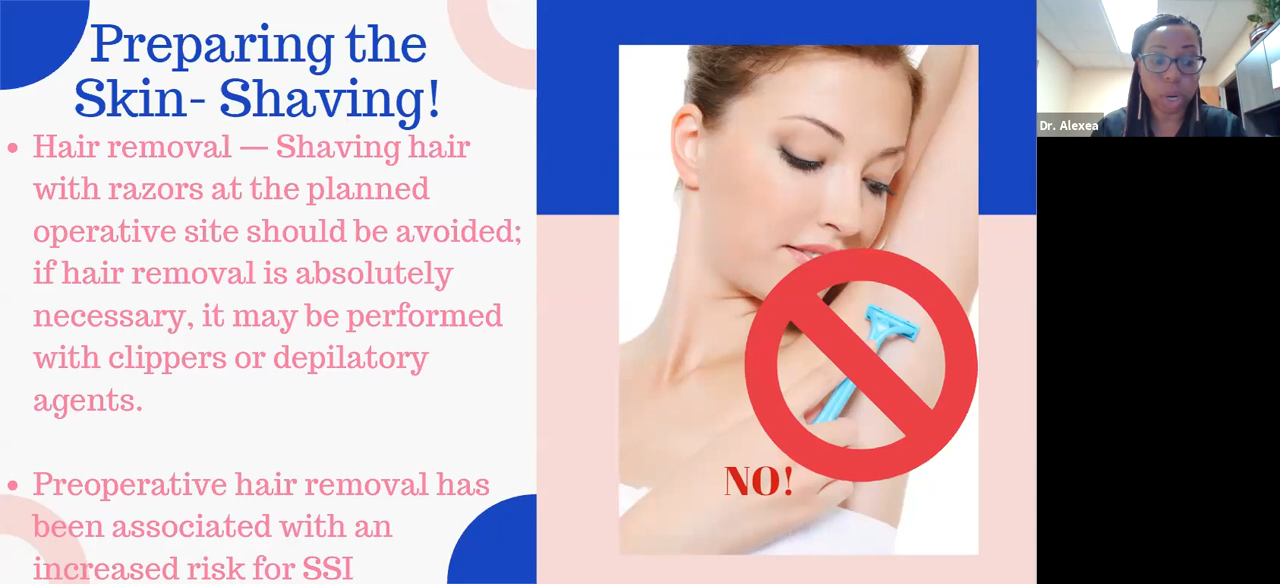 Preparing the
Skin- Shaving!
• Hair removal — Shaving hair
with razors at the planned
operative site should be avoided;
if hair removal is absolutely
necessary, it may be performed
with clippers or depilatory
agents.
• Preoperative hair removal has
been associated with an
increased risk for SSI
NO!
Dr. Alexea